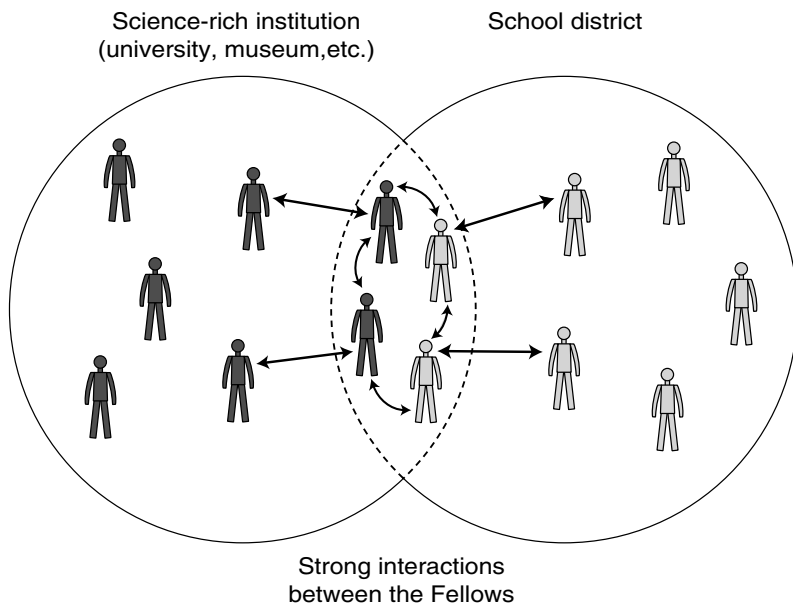 Science-rich institution
(university, museum,etc.)
School district
Strong interactions
between the Fellows